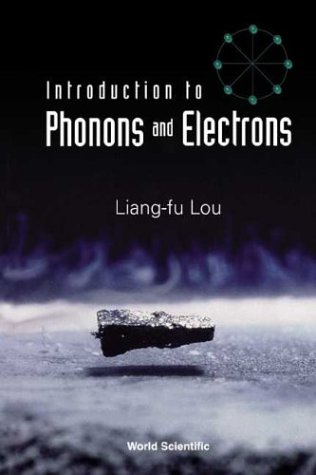 Introduction to
Phonons and Electrons
Liang-fu Lou
World Scientific